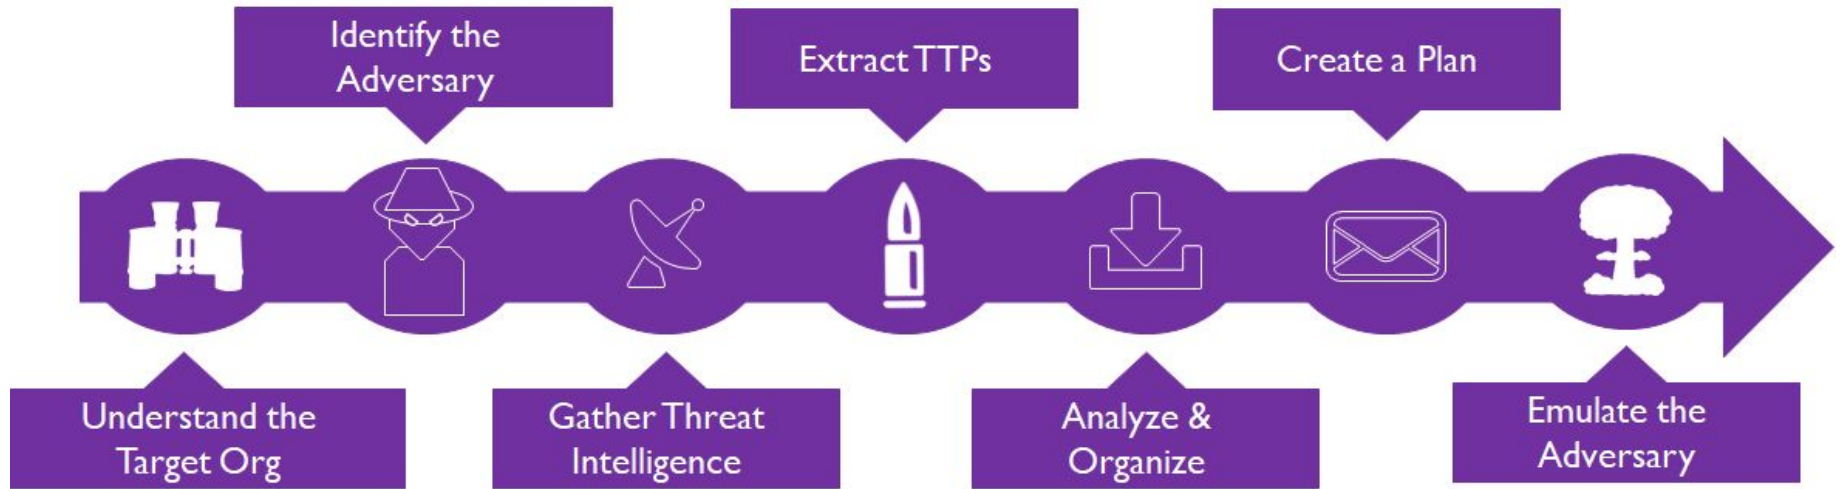 Identify the
Adversary
Extract TTPs
Create a Plan
Understand the
Target Org
Gather Threat
Intelligence
Analyze &
Organize
Emulate the
Adversary